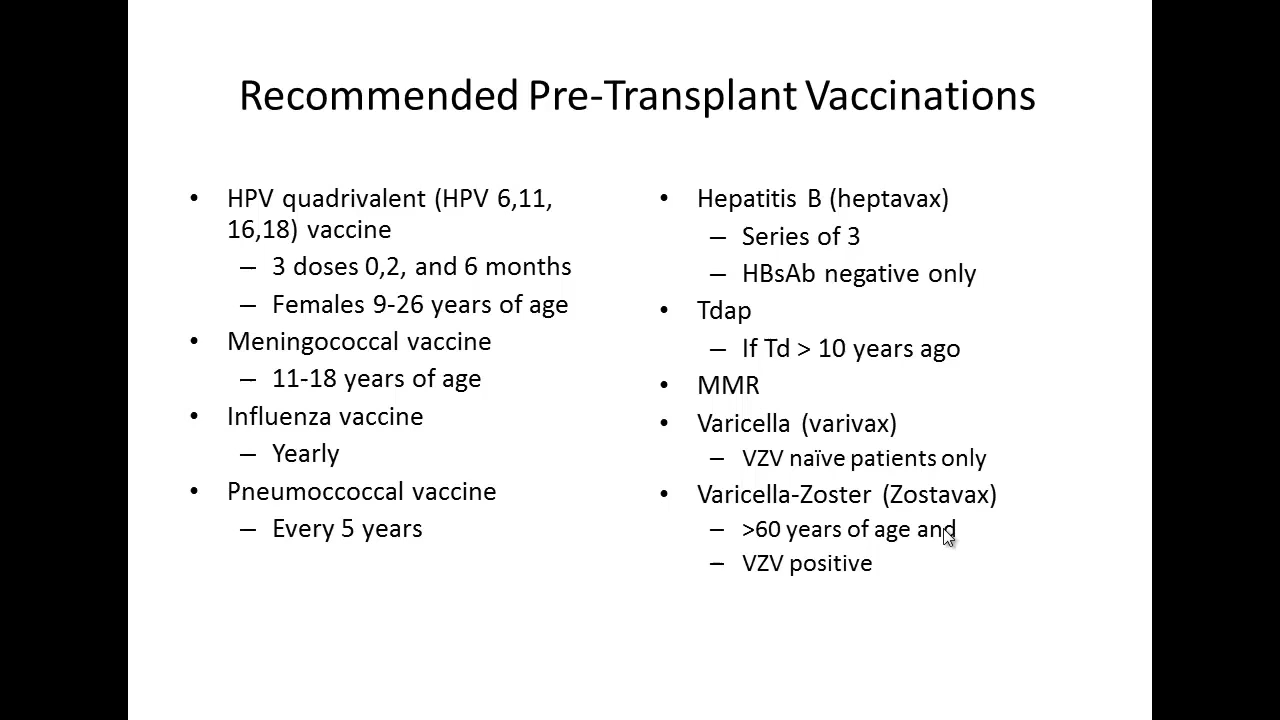 Recommended Pre-Transplant Vaccinations
• HPV quadrivalent (HPV 6,11,
16,18) vaccine
– 3 doses 0,2, and 6 months
– Females 9-26 years of age
• Meningococcal vaccine
– 11-18 years of age
• Influenza vaccine
– Yearly
• Pneumoccoccal vaccine
– Every 5 years
• Hepatitis B (heptavax)
– Series of 3
– HBsAb negative only
• Tdap
– If Td > 10 years ago
• MMR
• Varicella (varivax)
– VZV naïve patients only
• Varicella-Zoster (Zostavax)
– >60 years of age and
– VZV positive